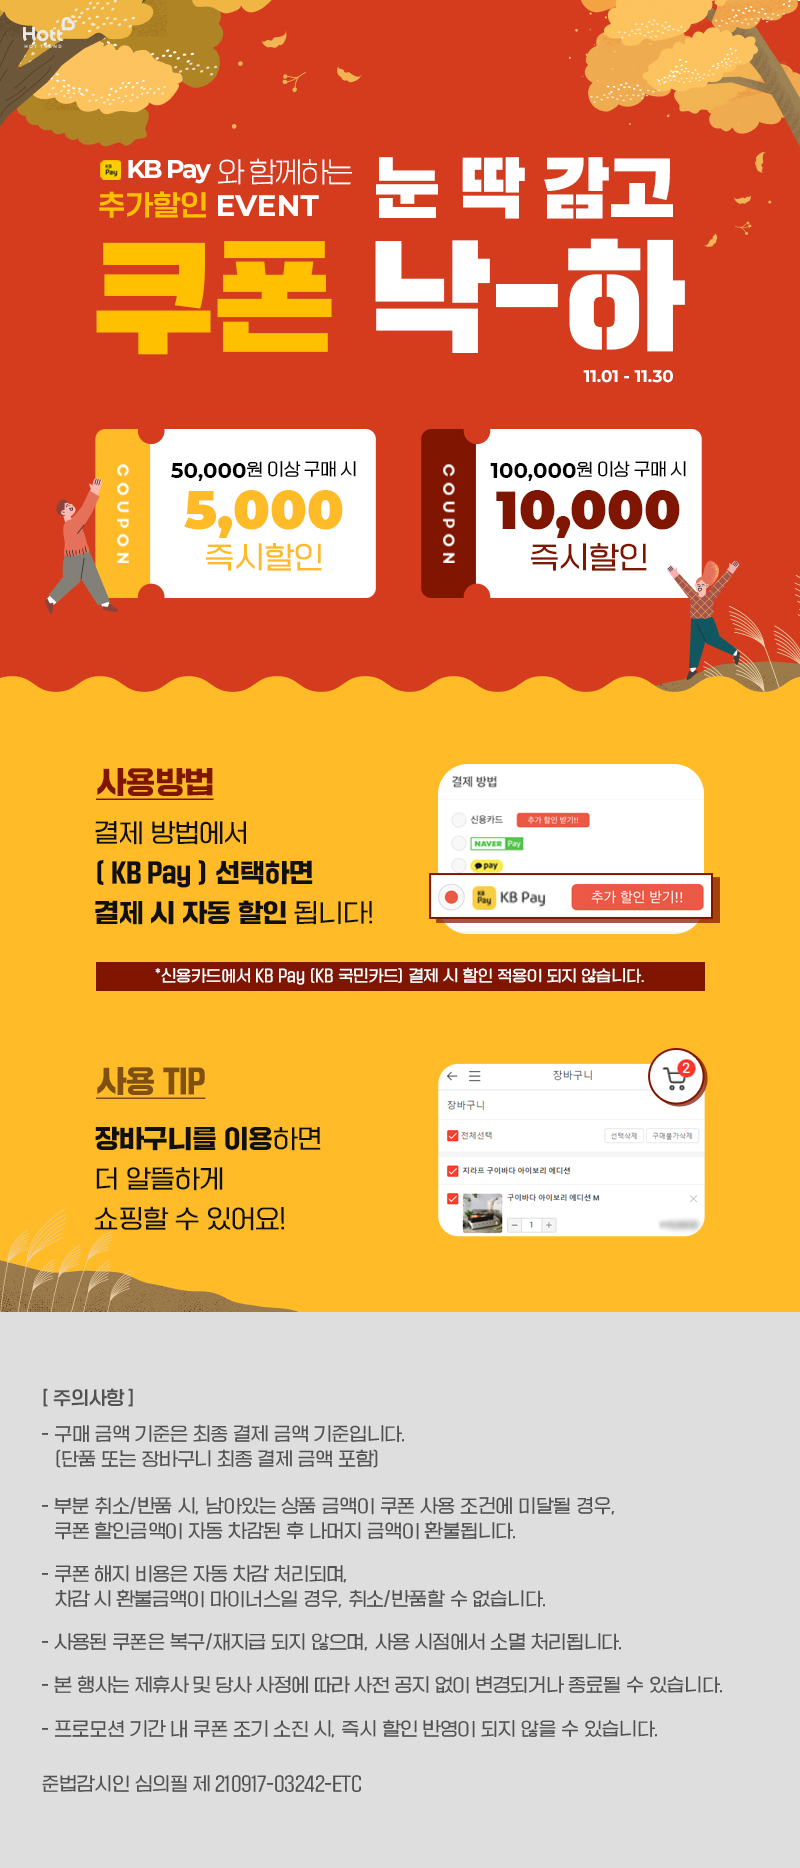 Hott
HOT TREND
KB Pay 와 함께하는
추가할인 EVENT
눈 딱 감고
쿠폰 낙-하
11.01 - 11.30
COUPON
50,000원 이상 구매 시
5,000
즉시할인
COUPON
100,000원 이상 구매 시
10,000
즉시할인
사용방법
결제 방법에서
( KB Pay ) 선택하면
결제 시 자동 할인 됩니다!
결제 방법
신용카드 추가 할인 받기!!
NAVER Pay
pay
KB Pay KB Pay 추가 할인 받기!!
*신용카드에서 KB Pay (KB 국민카드) 결제 시 할인 적용이 되지 않습니다.
사용 TIP
장바구니를 이용하면
더 알뜰하게
쇼핑할 수 있어요!
장바구니
2
장바구니
전체선택 선택삭제 구매불가삭제
지라프 구이바다 아이보리 에디션
구이바다 아이보리 에디션 M
1
[ 주의사항 ]
- 구매 금액 기준은 최종 결제 금액 기준입니다.
(단품 또는 장바구니 최종 결제 금액 포함)
- 부분 취소/반품 시, 남아있는 상품 금액이 쿠폰 사용 조건에 미달될 경우,
쿠폰 할인금액이 자동 차감된 후 나머지 금액이 환불됩니다.
- 쿠폰 해지 비용은 자동 차감 처리되며,
차감 시 환불금액이 마이너스일 경우, 취소/반품할 수 없습니다.
- 사용된 쿠폰은 복구/재지급 되지 않으며, 사용 시점에서 소멸 처리됩니다.
- 본 행사는 제휴사 및 당사 사정에 따라 사전 공지 없이 변경되거나 종료될 수 있습니다.
- 프로모션 기간 내 쿠폰 조기 소진 시, 즉시 할인 반영이 되지 않을 수 있습니다.
준법감시인 심의필 제 210917-03242-ETC